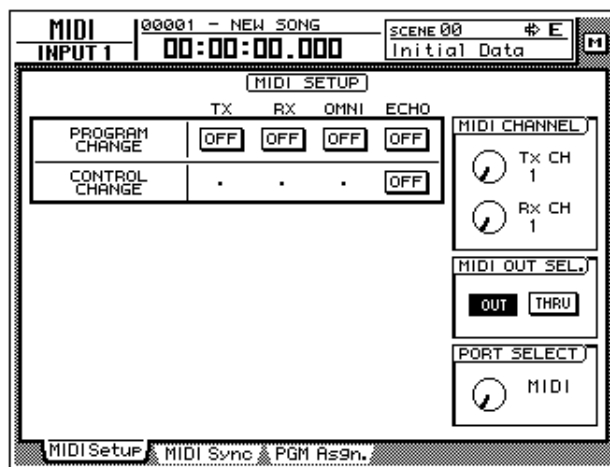 MIDI
INPUT 1
00001 - NEW SONG
00:00:00.000
SCENE 00 E
Initial Data
M
MIDI SETUP
TX RX OMNI ECHO
PROGRAM CHANGE OFF OFF OFF OFF
CONTROL CHANGE . . . OFF
MIDI CHANNEL
Tx CH
1
Rx CH
1
MIDI OUT SEL.
OUT THRU
PORT SELECT
MIDI
MIDI Setup MIDI Sync PGM Asgn.